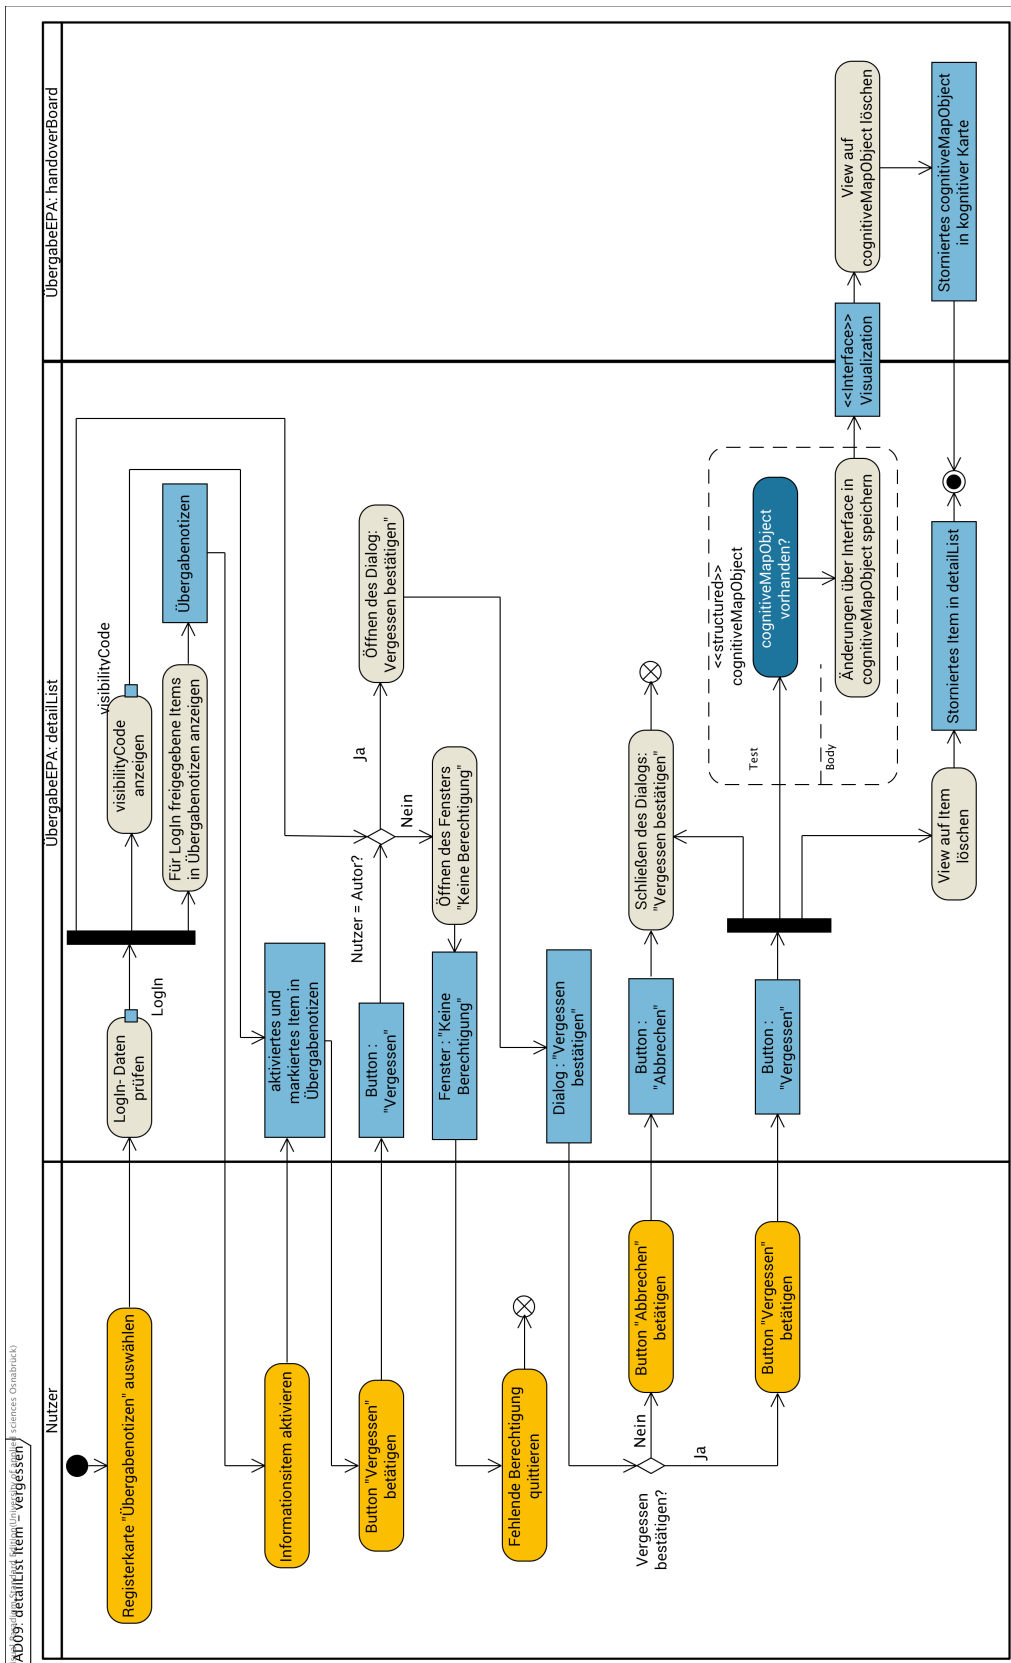 AD09: detailList Item – Vergessen
Nutzer
ÜbergabeEPA: detailList
ÜbergabeEPA: handoverBoard
Registerkarte "Übergabenotizen" auswählen
LogIn- Daten
prüfen
LogIn
visibilityCode
anzeigen
visibilityCode
Für LogIn freigegebene Items
in Übergabenotizen anzeigen
Übergabenotizen
Informationsitem aktivieren
aktiviertes und
markiertes Item in
Übergabenotizen
Button "Vergessen"
betätigen
Button :
"Vergessen"
Nutzer = Autor?
Ja
Nein
Öffnen des Dialog:
Vergessen bestätigen"
Öffnen des Fensters
"Keine Berechtigung"
Fenster : "Keine
Berechtigung"
Fehlende Berechtigung
quittieren
Dialog : "Vergessen
bestätigen"
Vergessen
bestätigen?
Nein
Ja
Button "Abbrechen"
betätigen
Button :
"Abbrechen"
Schließen des Dialogs:
"Vergessen bestätigen"
Button "Vergessen"
betätigen
Button :
"Vergessen"
<<structured>>
cognitiveMapObject
Test
cognitiveMapObject
vorhanden?
Body
Änderungen über Interface in
cognitiveMapObject speichern
<<Interface>>
Visualization
View auf
cognitiveMapObject löschen
Storniertes cognitiveMapObject
in kognitiver Karte
View auf Item
löschen
Storniertes Item in detailList